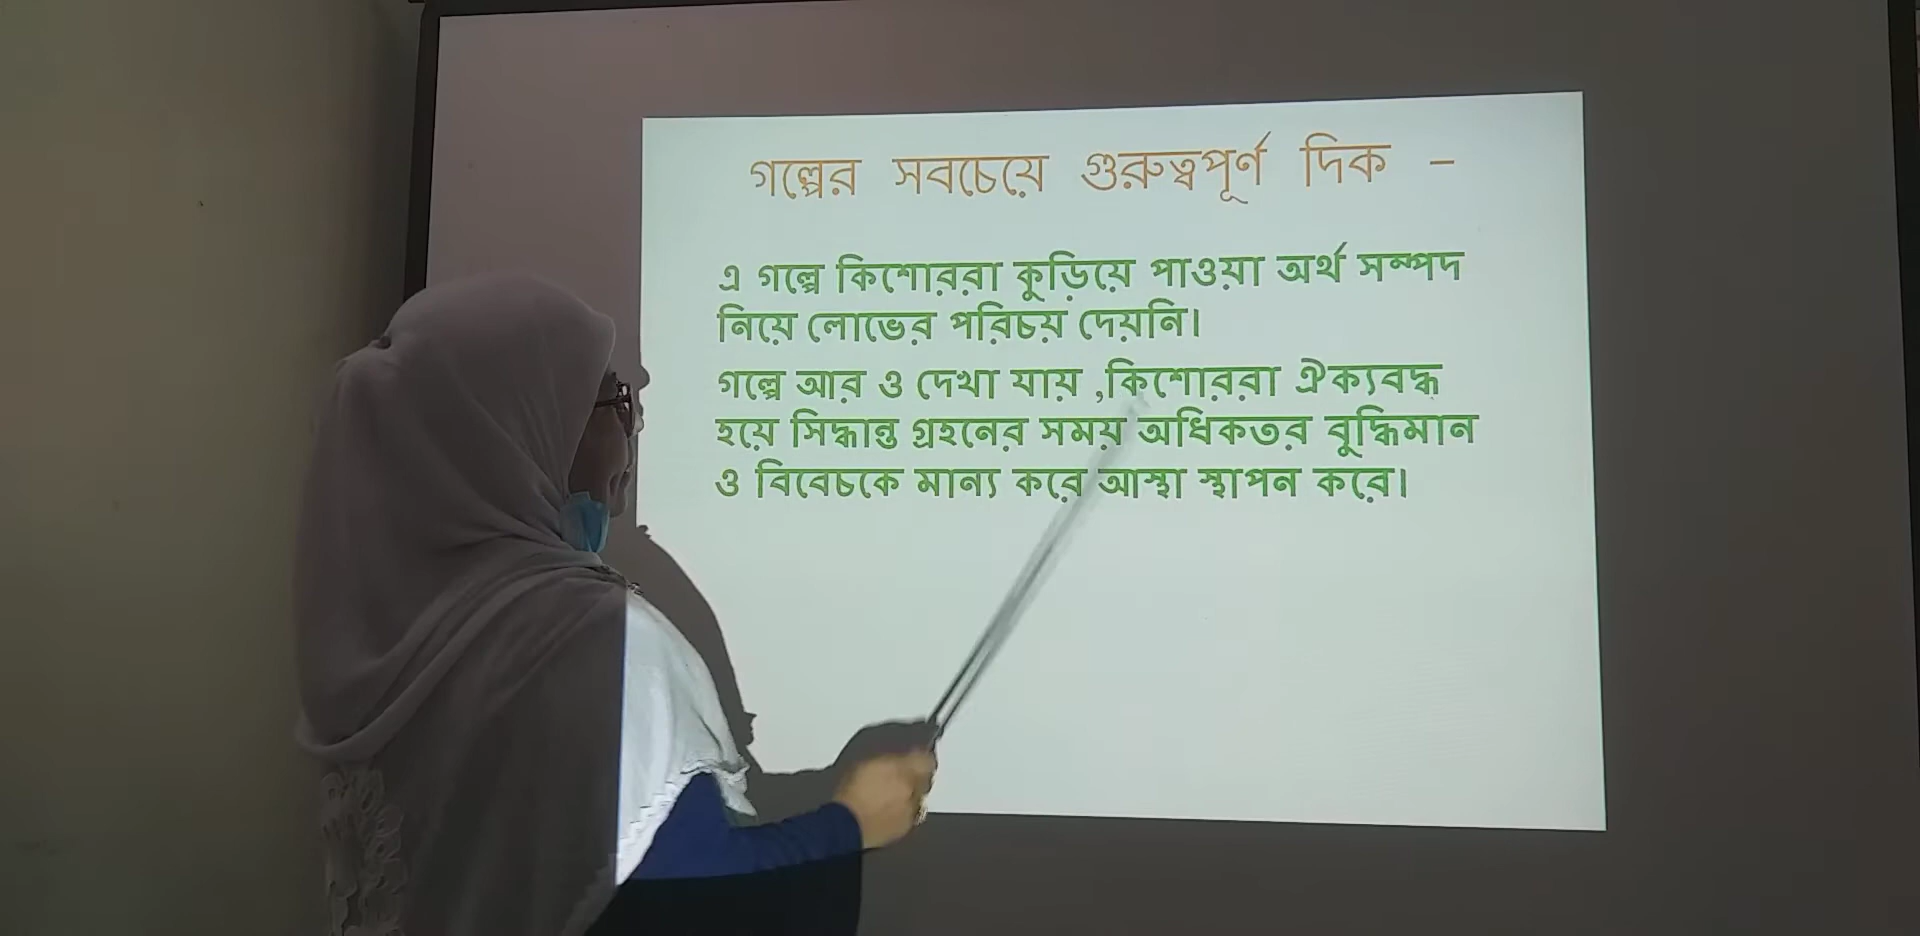 গল্পের সবচেয়ে গুরুত্বপূর্ণ দিক –
এ গল্পে কিশোররা কুড়িয়ে পাওয়া অর্থ সম্পদ
নিয়ে লোভের পরিচয় দেয়নি।
গল্পে আর ও দেখা যায় ,কিশোররা ঐক্যবদ্ধ
হয়ে সিদ্ধান্ত গ্রহনের সময় অধিকতর বুদ্ধিমান
ও বিবেচকে মান্য করে আস্থা স্থাপন করে।